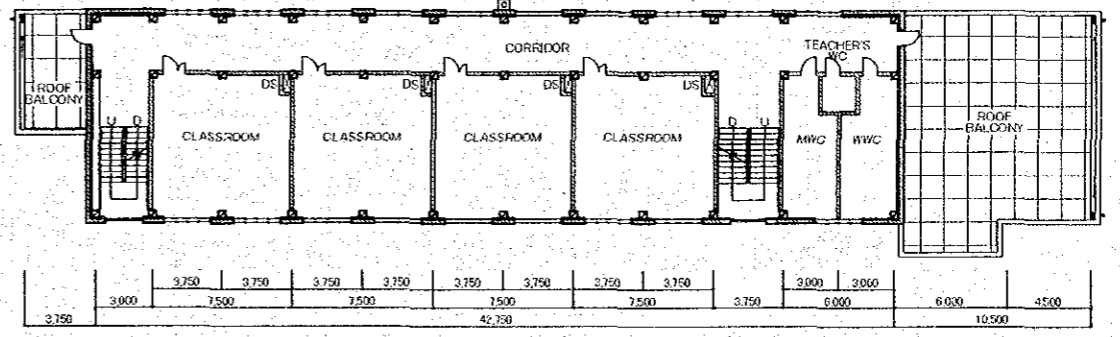 CORRIDOR
TEACHER'S
WC
ROOF
BALCONY
DS
DS
DS
DS
U D
CLASSROOM
CLASSROOM
CLASSROOM
CLASSROOM
D U
MWC
WWC
ROOF
BALCONY
3,750 3,750 3,750 3,750 3,750 3,750 3,750 3,750 3,000 3,000
3,000 7,500 7,500 7,500 7,500 3,750 6,000 6,000 4,500
3,750 42,750 10,500